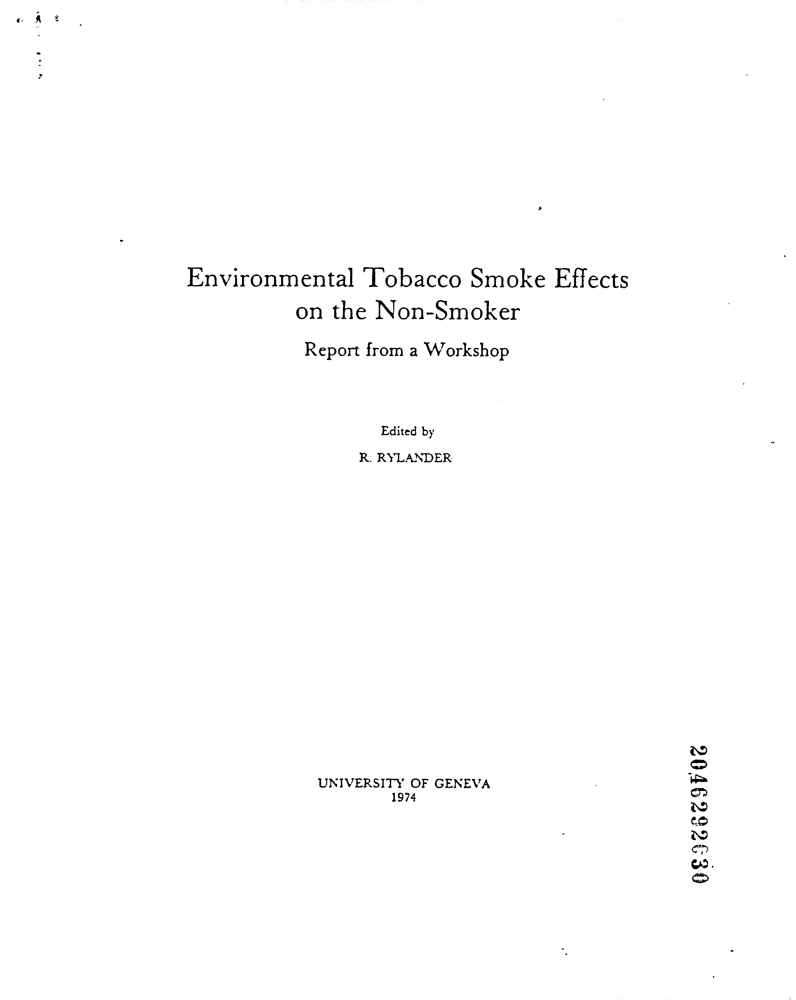 Environmental Tobacco Smoke Effects
on the Non-Smoker
Report from a Workshop
Edited by
R. RYLANDER
UNIVERSITY OF GENEVA
1974
2046292630